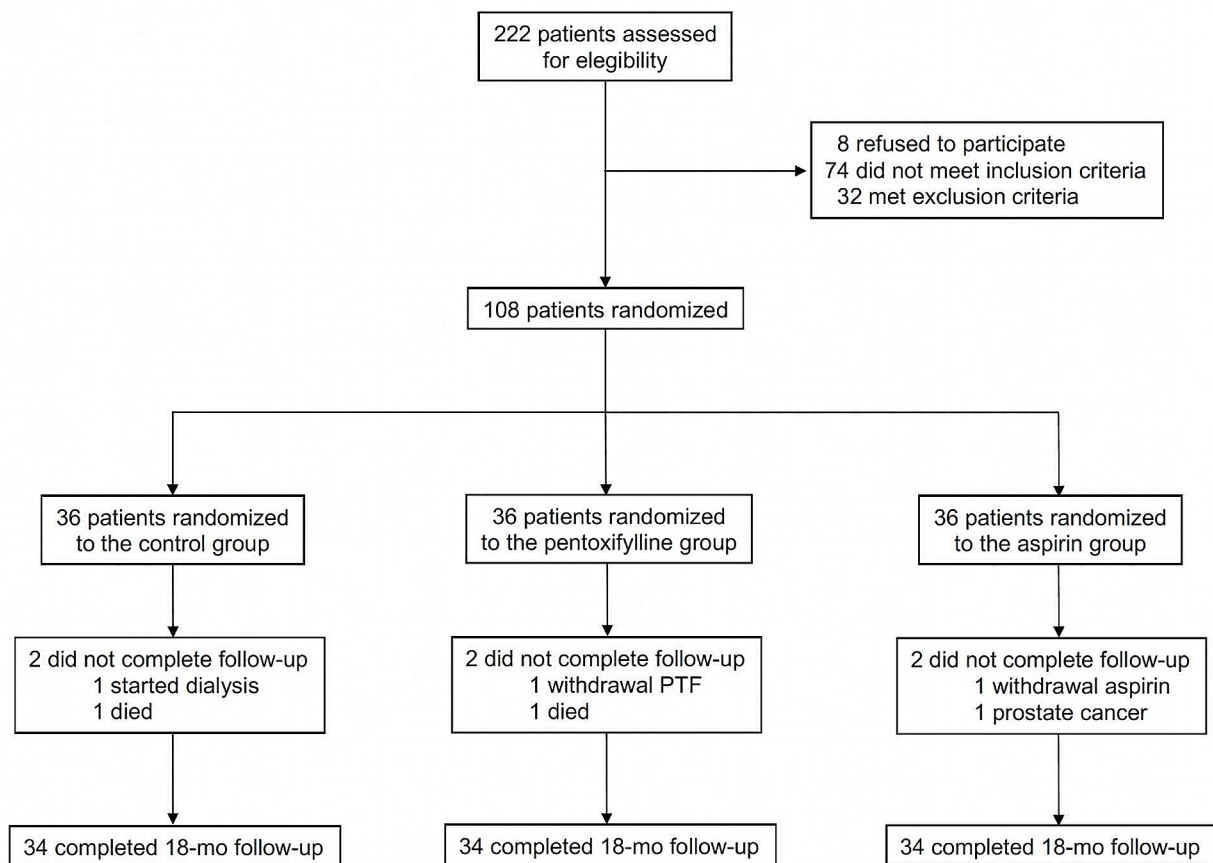 222 patients assessed
for elegibility
8 refused to participate
74 did not meet inclusion criteria
32 met exclusion criteria
108 patients randomized
36 patients randomized
to the control group
36 patients randomized
to the pentoxifylline group
36 patients randomized
to the aspirin group
2 did not complete follow-up
1 started dialysis
1 died
2 did not complete follow-up
1 withdrawal PTF
1 died
2 did not complete follow-up
1 withdrawal aspirin
1 prostate cancer
34 completed 18-mo follow-up
34 completed 18-mo follow-up
34 completed 18-mo follow-up